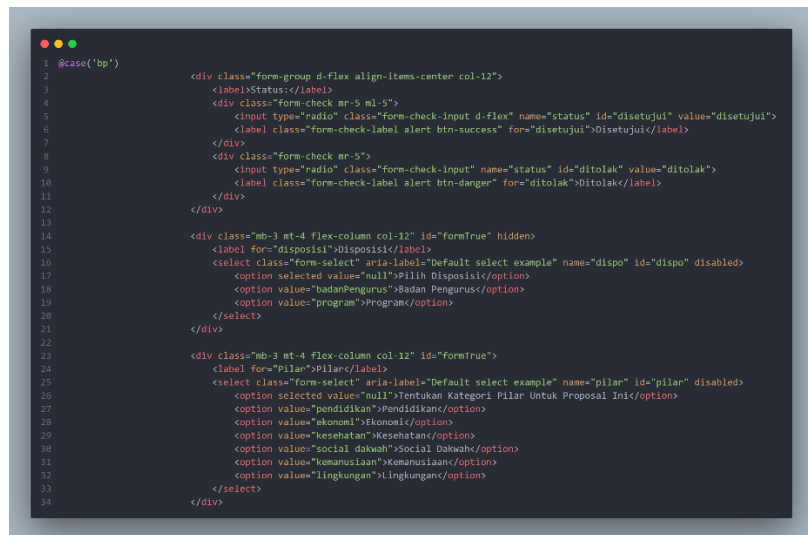 1 @case('bp')
2 <div class="form-group d-flex align-items-center col-12">
3 <label>Status:</label>
4 <div class="form-check mr-5 ml-5">
5 <input type="radio" class="form-check-input d-flex" name="status" id="disetujui" value="disetujui">
6 <label class="form-check-label alert btn-success" for="disetujui">Disetujui</label>
7 </div>
8 <div class="form-check mr-5">
9 <input type="radio" class="form-check-input" name="status" id="ditolak" value="ditolak">
10 <label class="form-check-label alert btn-danger" for="ditolak">Ditolak</label>
11 </div>
12 </div>
13
14 <div class="mb-3 mt-4 flex-column col-12" id="formTrue" hidden>
15 <label for="disposisi">Disposisi</label>
16 <select class="form-select" aria-label="Default select example" name="dispo" id="dispo" disabled>
17 <option selected value="null">Pilih Disposisi</option>
18 <option value="badanPengurus">Badan Pengurus</option>
19 <option value="program">Program</option>
20 </select>
21 </div>
22
23 <div class="mb-3 mt-4 flex-column col-12" id="formTrue">
24 <label for="Pilar">Pilar</label>
25 <select class="form-select" aria-label="Default select example" name="pilar" id="pilar" disabled>
26 <option selected value="null">Tentukan Kategori Pilar Untuk Proposal Ini</option>
27 <option value="pendidikan">Pendidikan</option>
28 <option value="ekonomi">Ekonomi</option>
29 <option value="kesehatan">Kesehatan</option>
30 <option value="social dakwah">Social Dakwah</option>
31 <option value="kemanusiaan">Kemanusiaan</option>
32 <option value="lingkungan">Lingkungan</option>
33 </select>
34 </div>